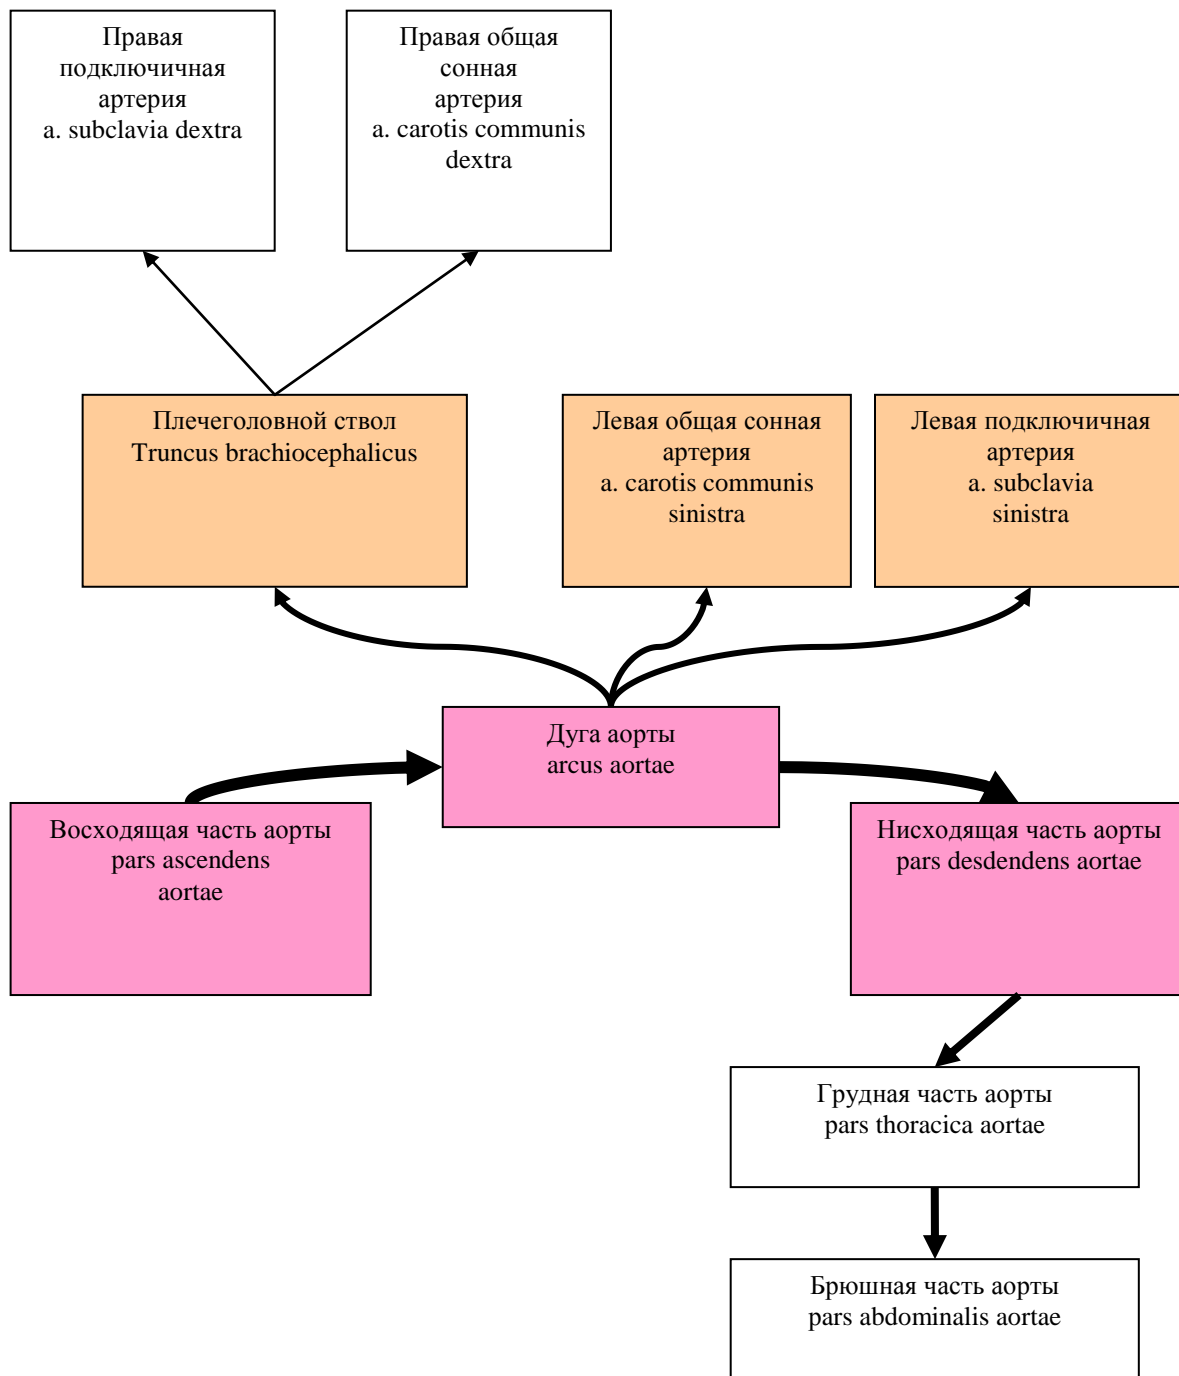 Правая
подключичная
артерия
a. subclavia dextra
Правая общая
сонная
артерия
a. carotis communis
dextra
Плечеголовной ствол
Truncus brachiocephalicus
Левая общая сонная
артерия
a. carotis communis
sinistra
Левая подключичная
артерия
a. subclavia
sinistra
Дуга аорты
arcus aortae
Восходящая часть аорты
pars ascendens
aortae
Нисходящая часть аорты
pars desdendens aortae
Грудная часть аорты
pars thoracica aortae
Брюшная часть аорты
pars abdominalis aortae